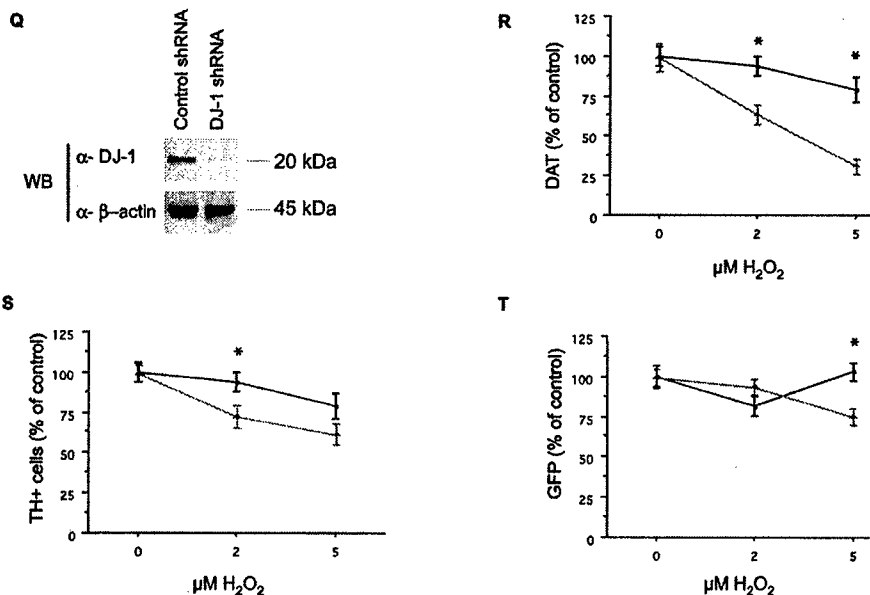 Q
Control shRNA
DJ-1 shRNA
WB
α- DJ-1
20 kDa
α- β–actin
45 kDa
R
DAT (% of control)
125
100
75
50
25
0
*
*
0
2
5
µM H₂O₂
S
TH+ cells (% of control)
125
100
75
50
25
0
*
0
2
5
µM H₂O₂
T
GFP (% of control)
125
100
75
50
25
0
*
0
2
5
µM H₂O₂